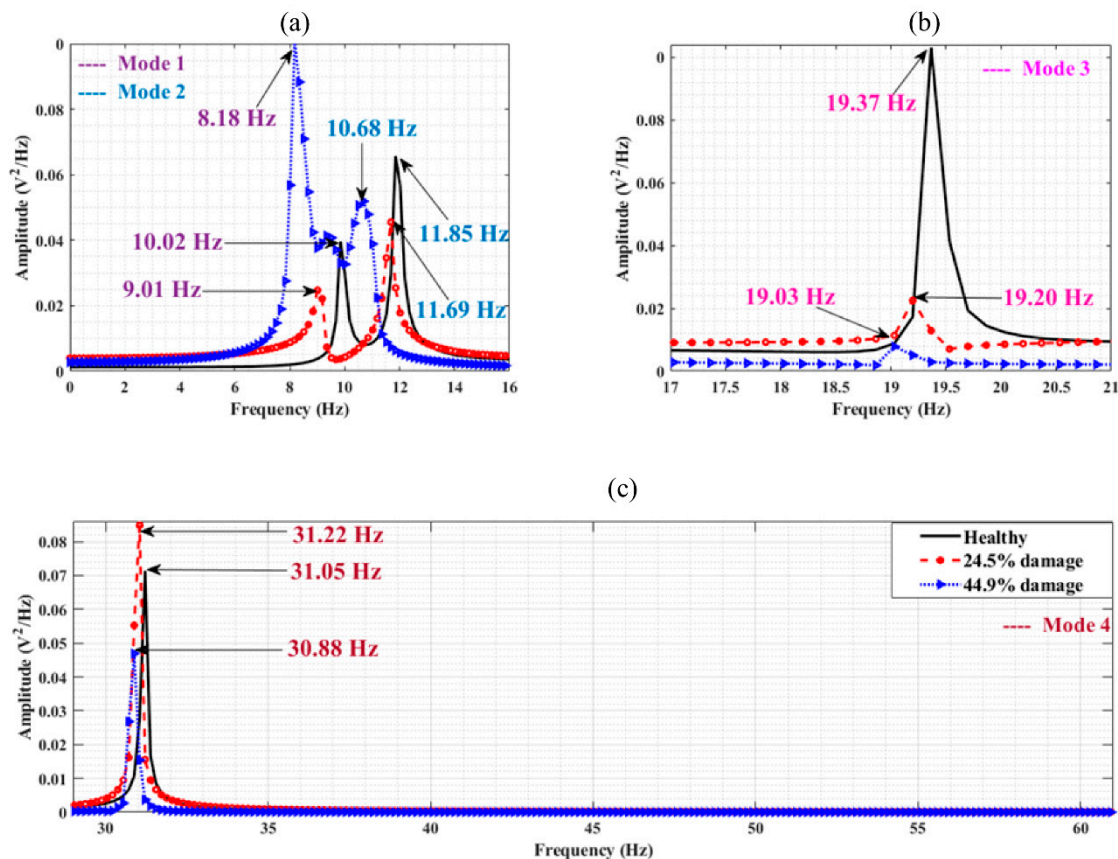 (a)
0
0.08
0.06
0.04
0.02
0
0 2 4 6 8 10 12 14 16
Amplitude (V²/Hz)
Frequency (Hz)
---- Mode 1
---- Mode 2
8.18 Hz
10.68 Hz
10.02 Hz
11.85 Hz
9.01 Hz
11.69 Hz
(b)
0
0.08
0.06
0.04
0.02
0
17 17.5 18 18.5 19 19.5 20 20.5 21
Amplitude (V²/Hz)
Frequency (Hz)
---- Mode 3
19.37 Hz
19.03 Hz
19.20 Hz
(c)
0.08
0.07
0.06
0.05
0.04
0.03
0.02
0.01
0
30 35 40 45 50 55 60
Amplitude (V²/Hz)
Frequency (Hz)
31.22 Hz
31.05 Hz
30.88 Hz
Healthy
24.5% damage
44.9% damage
---- Mode 4